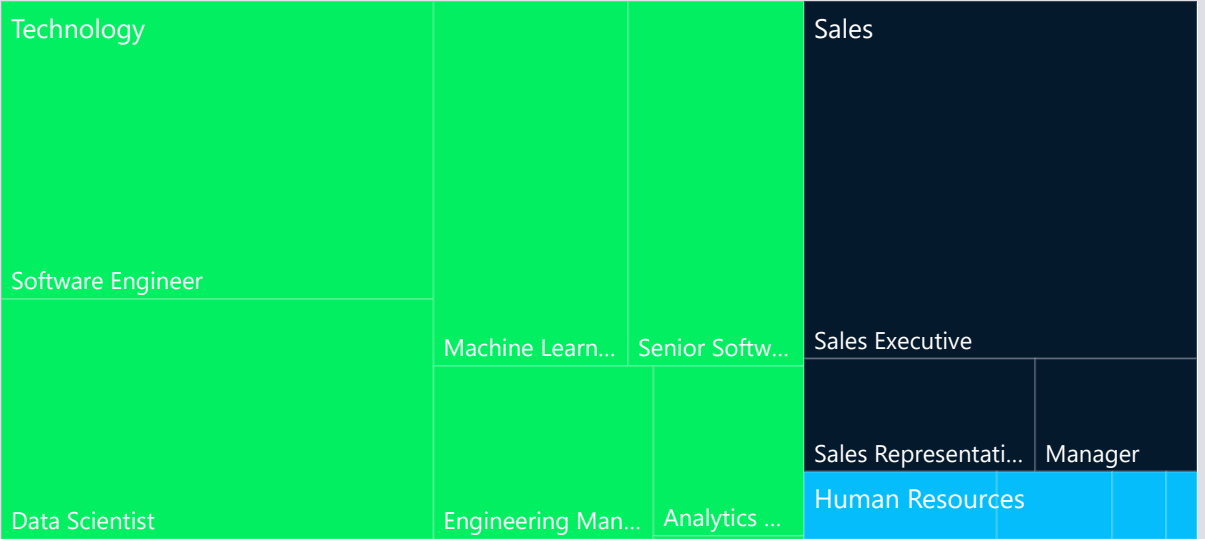 Technology
Software Engineer
Data Scientist
Machine Learn...
Senior Softw...
Engineering Man...
Analytics ...
Sales
Sales Executive
Sales Representati...
Manager
Human Resources